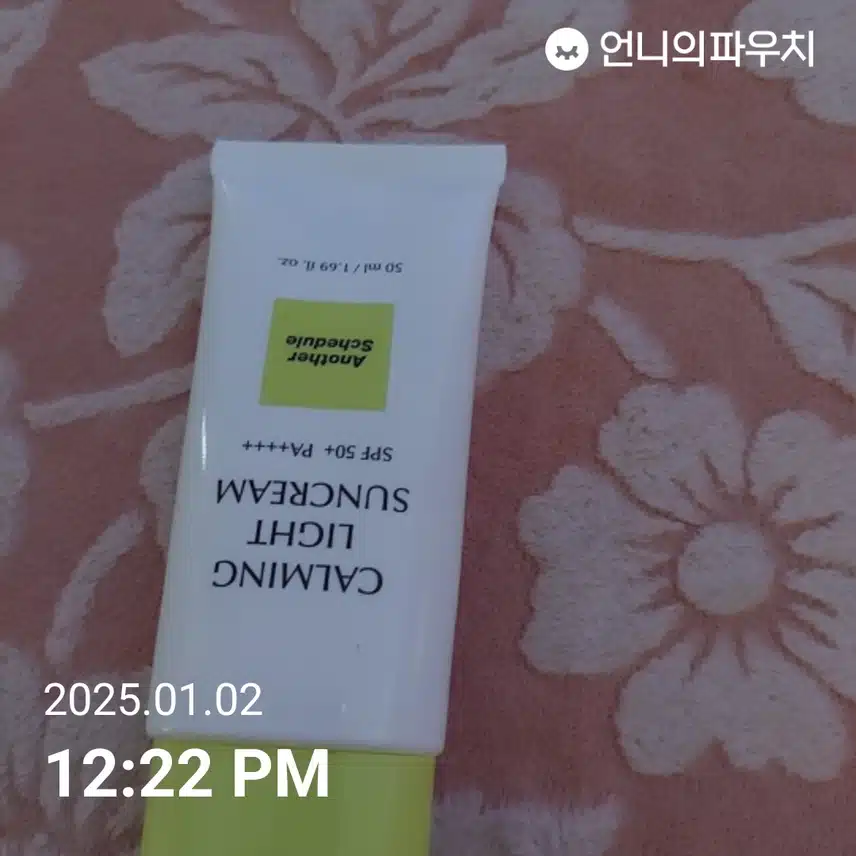 언니의파우치
CALMING
LIGHT
SUNCREAM
SPF 50+ PA++++
Another
Schedule
50 ml / 1.69 fl. oz.
2025.01.02
12:22 PM